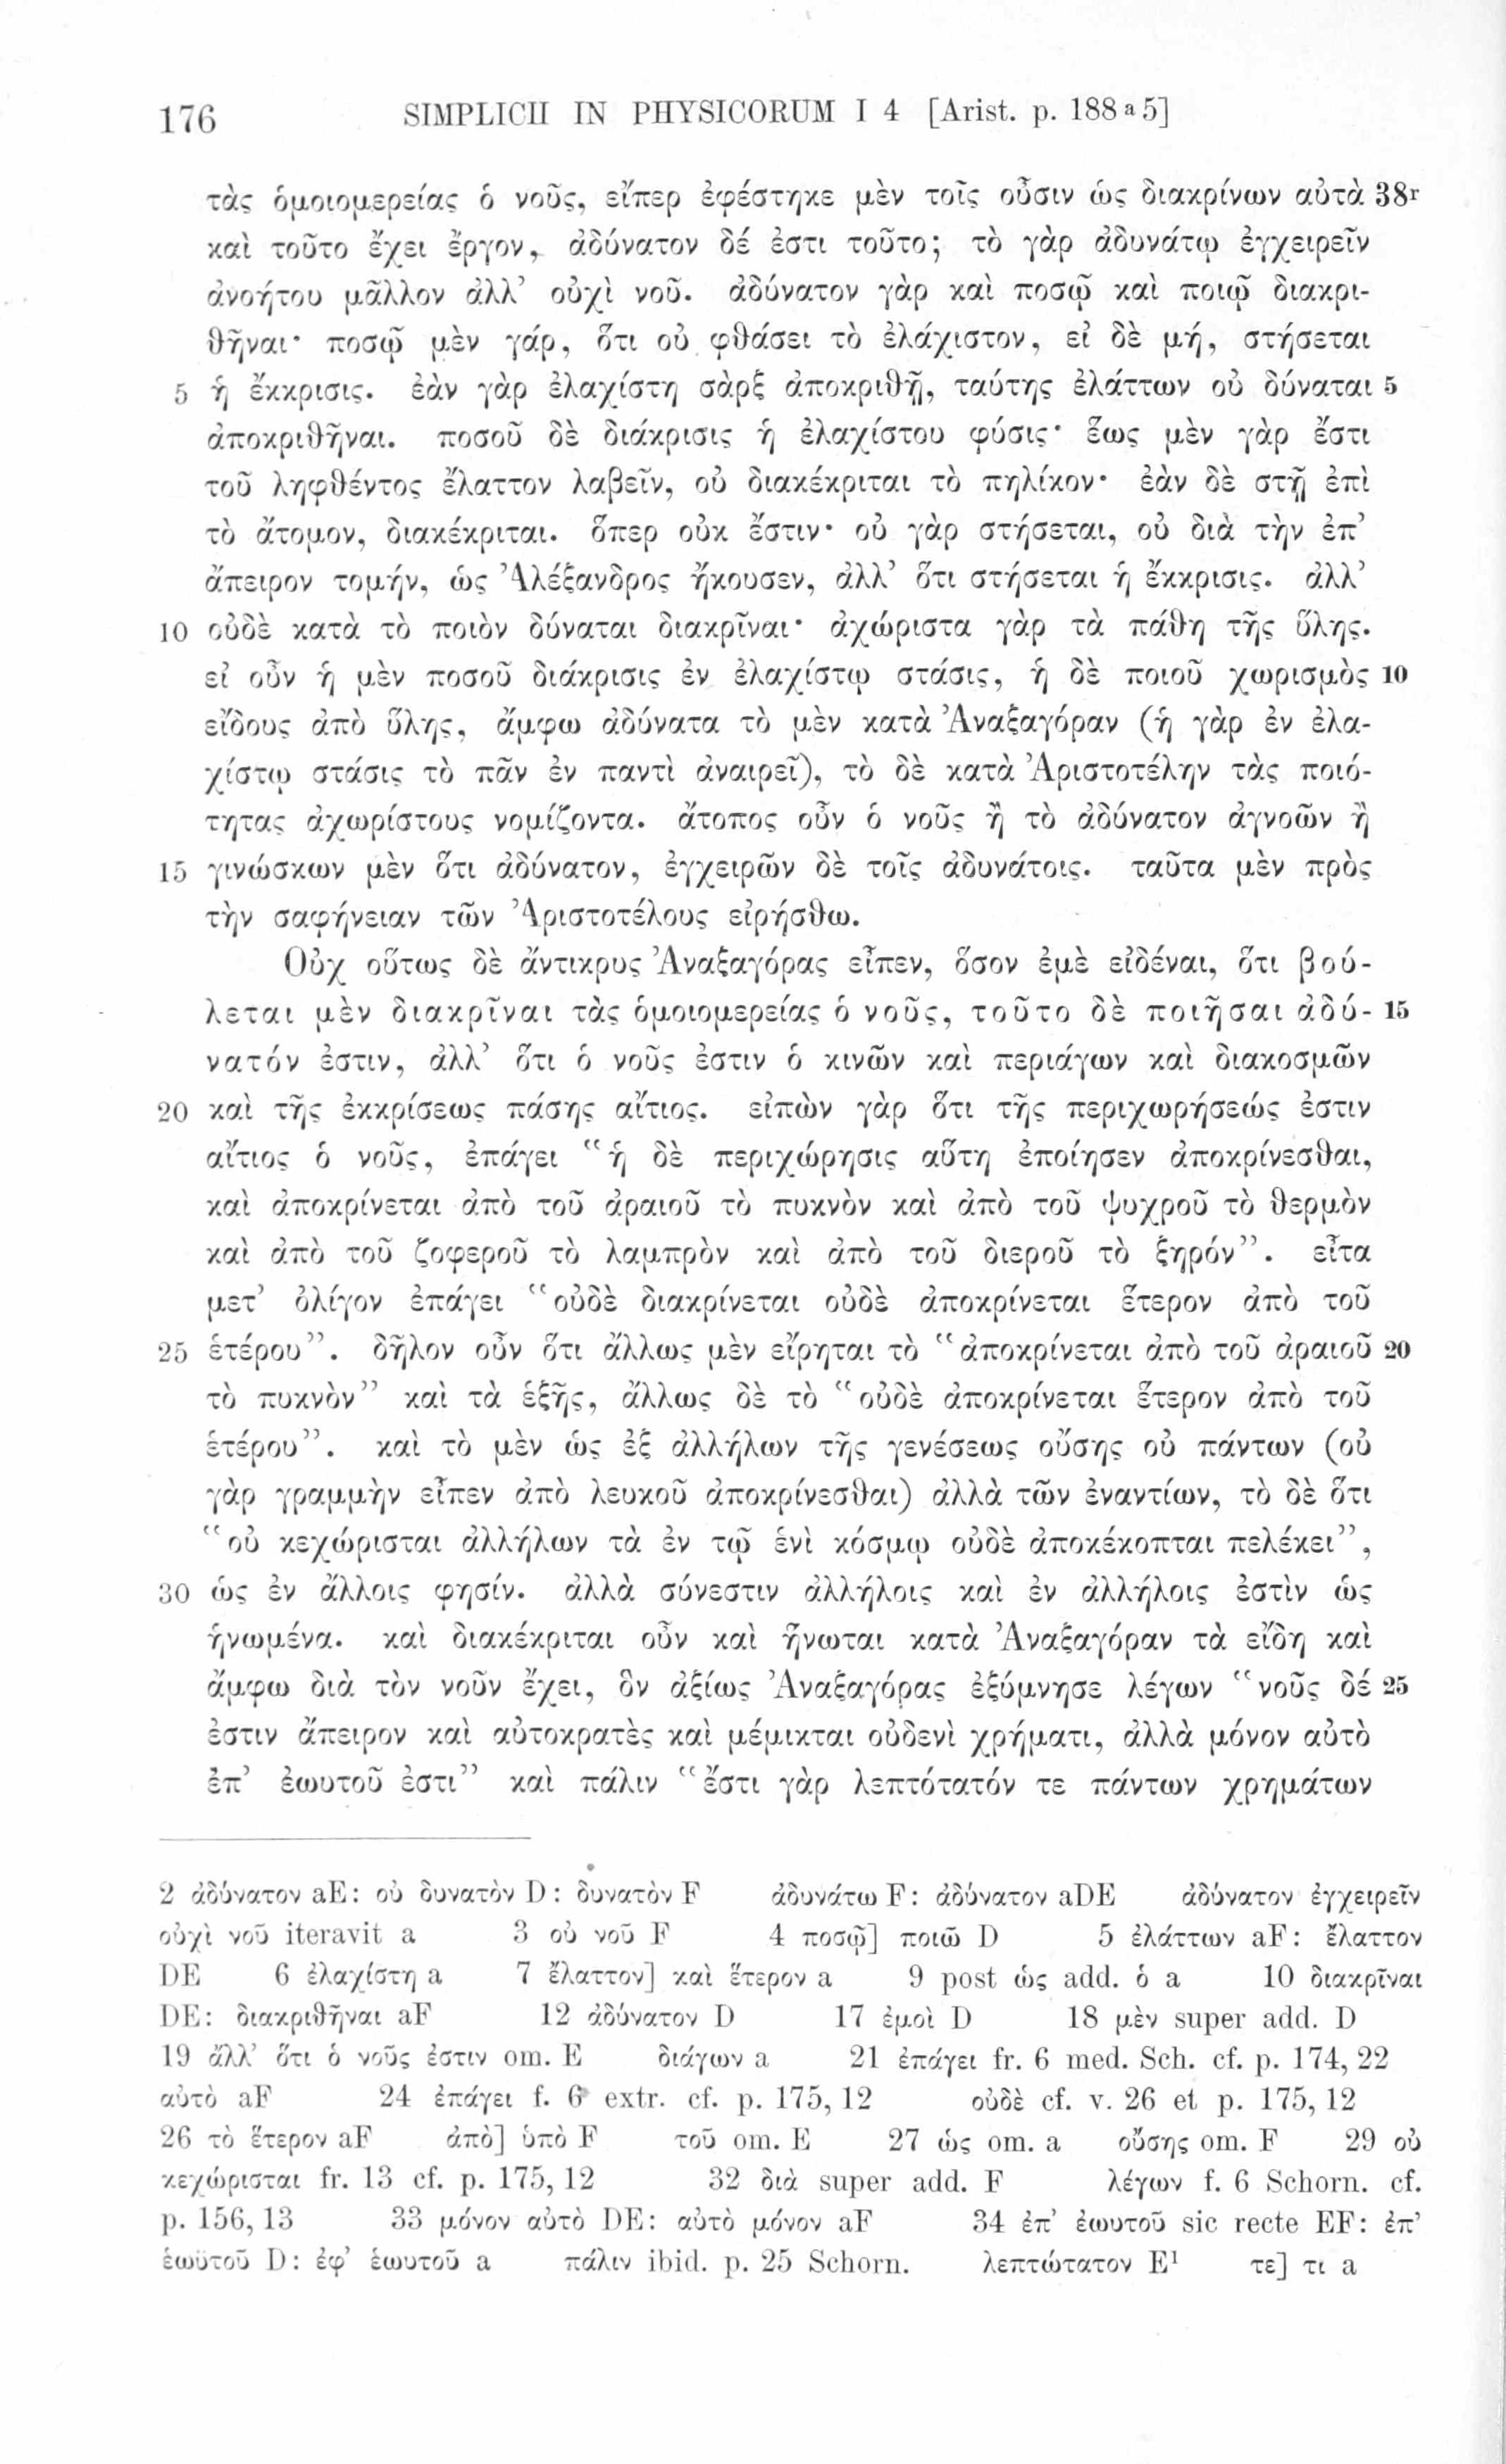 176 SIMPLICII IN PHYSICORUM I 4 [Arist. p. 188 a 5]
τὰς ὁμοιομερείας ὁ νοῦς, εἴπερ ἐφέστηκε μὲν τοῖς οὖσιν ὡς διακρίνων αὐτὰ 38r
καὶ τοῦτο ἔχει ἔργον, ἀδύνατον δέ ἐστι τοῦτο; τὸ γὰρ ἀδυνάτῳ ἐγχειρεῖν
ἀνοήτου μᾶλλον ἀλλ’ οὐχὶ νοῦ. ἀδύνατον γὰρ καὶ ποσῷ καὶ ποιῷ διακρι-
θῆναι· ποσῷ μὲν γάρ, ὅτι οὐ φθάσει τὸ ἐλάχιστον, εἰ δὲ μή, στήσεται
5 ἡ ἔκκρισις. ἐὰν γὰρ ἐλαχίστη σὰρξ ἀποκριθῇ, ταύτης ἐλάττων οὐ δύναται 5
ἀποκριθῆναι. ποσοῦ δὲ διάκρισις ἡ ἐλαχίστου φύσις· ἕως μὲν γὰρ ἔστι
τοῦ ληφθέντος ἔλαττον λαβεῖν, οὐ διακέκριται τὸ πηλίκον· ἐὰν δὲ στῇ ἐπὶ
τὸ ἄτομον, διακέκριται. ὅπερ οὐκ ἔστιν· οὐ γὰρ στήσεται, οὐ διὰ τὴν ἐπ’
ἄπειρον τομήν, ὡς Ἀλέξανδρος ἤκουσεν, ἀλλ’ ὅτι στήσεται ἡ ἔκκρισις. ἀλλ’
10 οὐδὲ κατὰ τὸ ποιὸν δύναται διακρῖναι· ἀχώριστα γὰρ τὰ πάθη τῆς ὕλης.
εἰ οὖν ἡ μὲν ποσοῦ διάκρισις ἐν ἐλαχίστῳ στάσις, ἡ δὲ ποιοῦ χωρισμὸς 10
εἴδους ἀπὸ ὕλης, ἄμφω ἀδύνατα τὸ μὲν κατὰ Ἀναξαγόραν (ἡ γὰρ ἐν ἐλα-
χίστῳ στάσις τὸ πᾶν ἐν παντὶ ἀναιρεῖ), τὸ δὲ κατὰ Ἀριστοτέλην τὰς ποιό-
τητας ἀχωρίστους νομίζοντα. ἄτοπος οὖν ὁ νοῦς ἢ τὸ ἀδύνατον ἀγνοῶν ἢ
15 γινώσκων μὲν ὅτι ἀδύνατον, ἐγχειρῶν δὲ τοῖς ἀδυνάτοις. ταῦτα μὲν πρὸς
τὴν σαφήνειαν τῶν Ἀριστοτέλους εἰρήσθω.
Οὐχ οὕτως δὲ ἄντικρυς Ἀναξαγόρας εἶπεν, ὅσον ἐμὲ εἰδέναι, ὅτι βού-
λεται μὲν διακρῖναι τὰς ὁμοιομερείας ὁ νοῦς, τοῦτο δὲ ποιῆσαι ἀδύ- 15
νατόν ἐστιν, ἀλλ’ ὅτι ὁ νοῦς ἐστιν ὁ κινῶν καὶ περιάγων καὶ διακοσμῶν
20 καὶ τῆς ἐκκρίσεως πάσης αἴτιος. εἰπὼν γὰρ ὅτι τῆς περιχωρήσεώς ἐστιν
αἴτιος ὁ νοῦς, ἐπάγει “ἡ δὲ περιχώρησις αὕτη ἐποίησεν ἀποκρίνεσθαι,
καὶ ἀποκρίνεται ἀπὸ τοῦ ἀραιοῦ τὸ πυκνὸν καὶ ἀπὸ τοῦ ψυχροῦ τὸ θερμὸν
καὶ ἀπὸ τοῦ ζοφεροῦ τὸ λαμπρὸν καὶ ἀπὸ τοῦ διεροῦ τὸ ξηρόν”. εἶτα
μετ’ ὀλίγον ἐπάγει “οὐδὲ διακρίνεται οὐδὲ ἀποκρίνεται ἕτερον ἀπὸ τοῦ
25 ἑτέρου”. δῆλον οὖν ὅτι ἄλλως μὲν εἴρηται τὸ “ἀποκρίνεται ἀπὸ τοῦ ἀραιοῦ 20
τὸ πυκνὸν” καὶ τὰ ἑξῆς, ἄλλως δὲ τὸ “οὐδὲ ἀποκρίνεται ἕτερον ἀπὸ τοῦ
ἑτέρου”. καὶ τὸ μὲν ὡς ἐξ ἀλλήλων τῆς γενέσεως οὔσης οὐ πάντων (οὐ
γὰρ γραμμὴν εἶπεν ἀπὸ λευκοῦ ἀποκρίνεσθαι) ἀλλὰ τῶν ἐναντίων, τὸ δὲ ὅτι
“οὐ κεχώρισται ἀλλήλων τὰ ἐν τῷ ἑνὶ κόσμῳ οὐδὲ ἀποκέκοπται πελέκει”,
30 ὡς ἐν ἄλλοις φησίν. ἀλλὰ σύνεστιν ἀλλήλοις καὶ ἐν ἀλλήλοις ἐστὶν ὡς
ἡνωμένα. καὶ διακέκριται οὖν καὶ ἥνωται κατὰ Ἀναξαγόραν τὰ εἴδη καὶ
ἄμφω διὰ τὸν νοῦν ἔχει, ὃν ἀξίως Ἀναξαγόρας ἐξύμνησε λέγων “νοῦς δέ 25
ἐστιν ἄπειρον καὶ αὐτοκρατὲς καὶ μέμικται οὐδενὶ χρήματι, ἀλλὰ μόνον αὐτὸ
ἐπ’ ἐωυτοῦ ἐστι” καὶ πάλιν “ἔστι γὰρ λεπτότατόν τε πάντων χρημάτων
2 ἀδύνατον aE: οὐ δυνατὸν D: δυνατὸν F ἀδυνάτω F: ἀδύνατον aDE ἀδύνατον ἐγχειρεῖν
οὐχὶ νοῦ iteravit a 3 οὐ νοῦ F 4 ποσῷ] ποιῶ D 5 ἐλάττων aF: ἔλαττον
DE 6 ἐλαχίστη a 7 ἔλαττον] καὶ ἕτερον a 9 post ὡς add. ὁ a 10 διακρῖναι
DE: διακριθῆναι aF 12 ἀδύνατον D 17 ἐμοὶ D 18 μὲν super add. D
19 ἀλλ’ ὅτι ὁ νοῦς ἐστιν om. E διάγων a 21 ἐπάγει fr. 6 med. Sch. cf. p. 174, 22
αὐτὸ aF 24 ἐπάγει f. 6 extr. cf. p. 175, 12 οὐδὲ cf. v. 26 et p. 175, 12
26 τὸ ἕτερον aF ἀπὸ] ὑπὸ F τοῦ om. E 27 ὡς om. a οὔσης om. F 29 οὐ
κεχώρισται fr. 13 cf. p. 175, 12 32 διὰ super add. F λέγων f. 6 Schorn. cf.
p. 156, 13 33 μόνον αὐτὸ DE: αὐτὸ μόνον aF 34 ἐπ’ ἐωυτοῦ sic recte EF: ἐπ’
ἑωϋτοῦ D: ἐφ’ ἑωυτοῦ a πάλιν ibid. p. 25 Schorn. λεπτώτατον E¹ τε] τι a